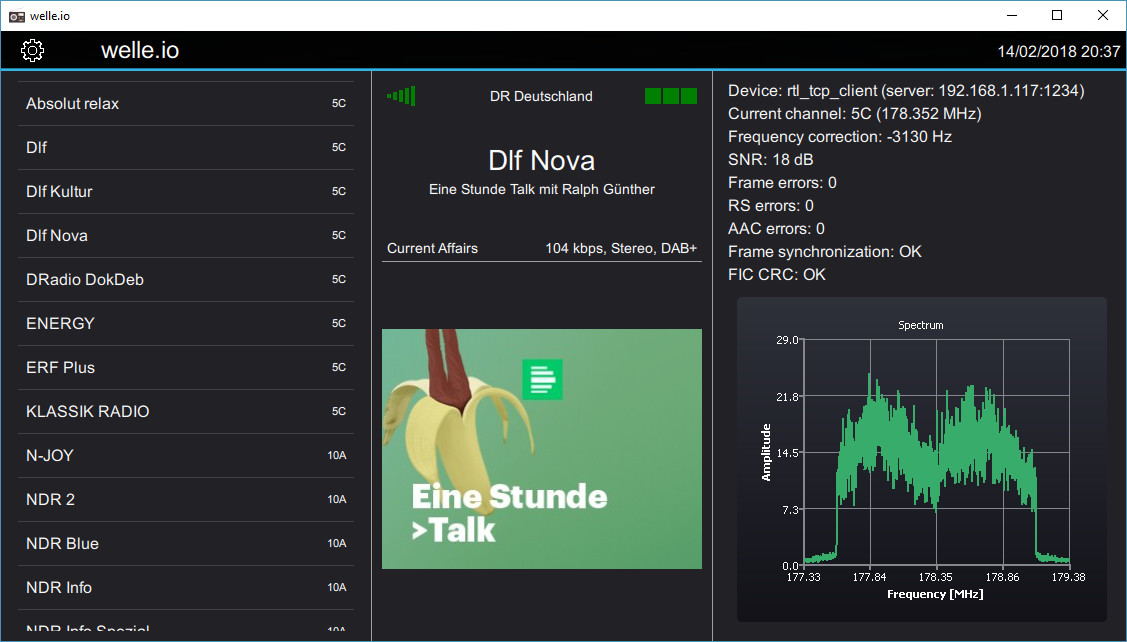 welle.io
welle.io
14/02/2018 20:37
Absolut relax 5C
Dlf 5C
Dlf Kultur 5C
Dlf Nova 5C
DRadio DokDeb 5C
ENERGY 5C
ERF Plus 5C
KLASSIK RADIO 5C
N-JOY 10A
NDR 2 10A
NDR Blue 10A
NDR Info 10A
NDR Info Spezial 10A
DR Deutschland
Dlf Nova
Eine Stunde Talk mit Ralph Günther
Current Affairs 104 kbps, Stereo, DAB+
Eine Stunde
>Talk
Device: rtl_tcp_client (server: 192.168.1.117:1234)
Current channel: 5C (178.352 MHz)
Frequency correction: -3130 Hz
SNR: 18 dB
Frame errors: 0
RS errors: 0
AAC errors: 0
Frame synchronization: OK
FIC CRC: OK
Spectrum
29.0
21.8
14.5
7.3
0.0
Amplitude
177.33 177.84 178.35 178.86 179.38
Frequency [MHz]